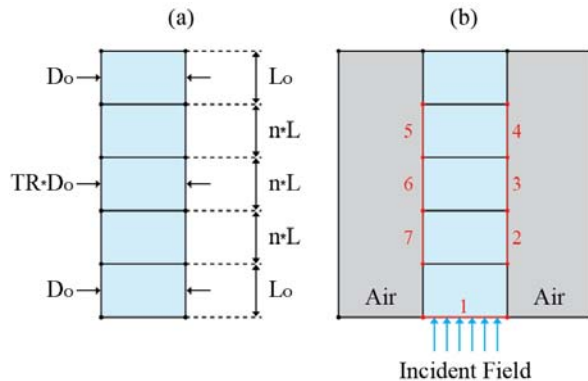 (a)
Do
Lo
n*L
TR*Do
n*L
n*L
Do
Lo
(b)
5
4
6
3
7
2
1
Air
Air
Incident Field